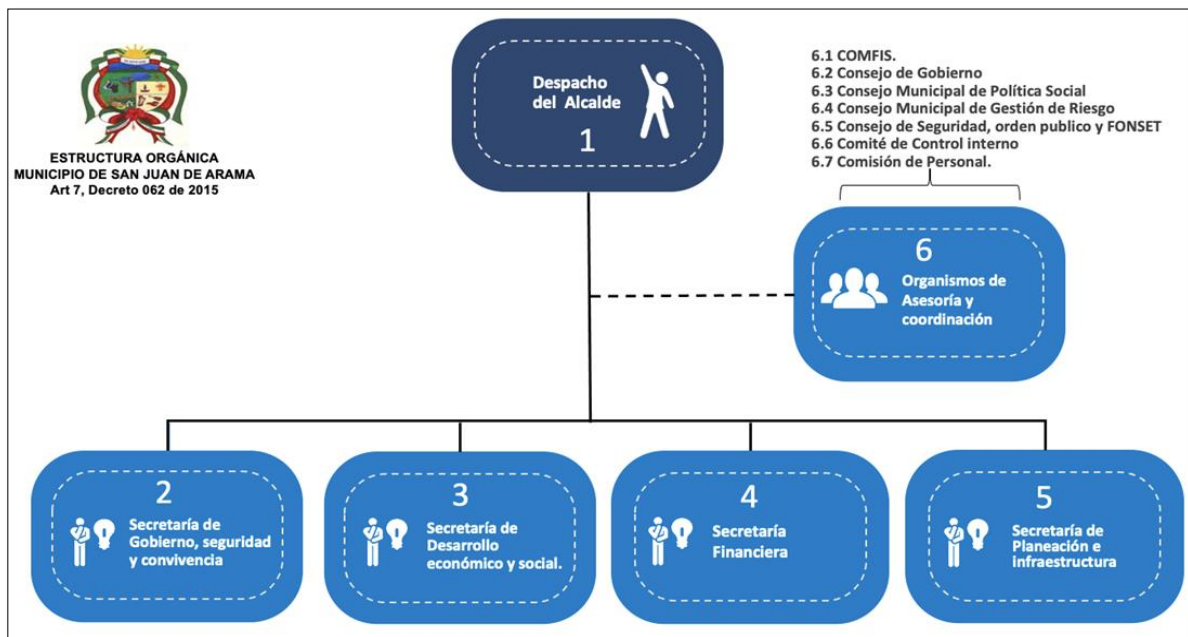 ESTRUCTURA ORGÁNICA
MUNICIPIO DE SAN JUAN DE ARAMA
Art 7, Decreto 062 de 2015
Despacho
del Alcalde
1
6.1 COMFIS.
6.2 Consejo de Gobierno
6.3 Consejo Municipal de Política Social
6.4 Consejo Municipal de Gestión de Riesgo
6.5 Consejo de Seguridad, orden publico y FONSET
6.6 Comité de Control interno
6.7 Comisión de Personal.
6
Organismos de
Asesoría y
coordinación
2
Secretaría de
Gobierno, seguridad
y convivencia
3
Secretaría de
Desarrollo
económico y social.
4
Secretaría
Financiera
5
Secretaría de
Planeación e
infraestructura